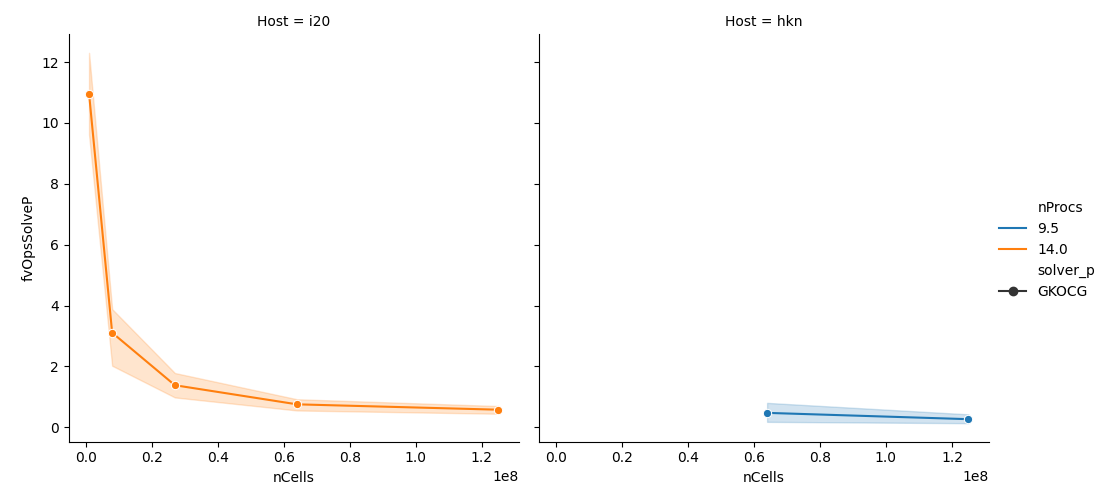 Host = i20
Host = hkn
fvOpsSolveP
12
10
8
6
4
2
0
0.0 0.2 0.4 0.6 0.8 1.0 1.2
1e8
nCells
0.0 0.2 0.4 0.6 0.8 1.0 1.2
1e8
nCells
nProcs
9.5
14.0
solver_p
GKOCG